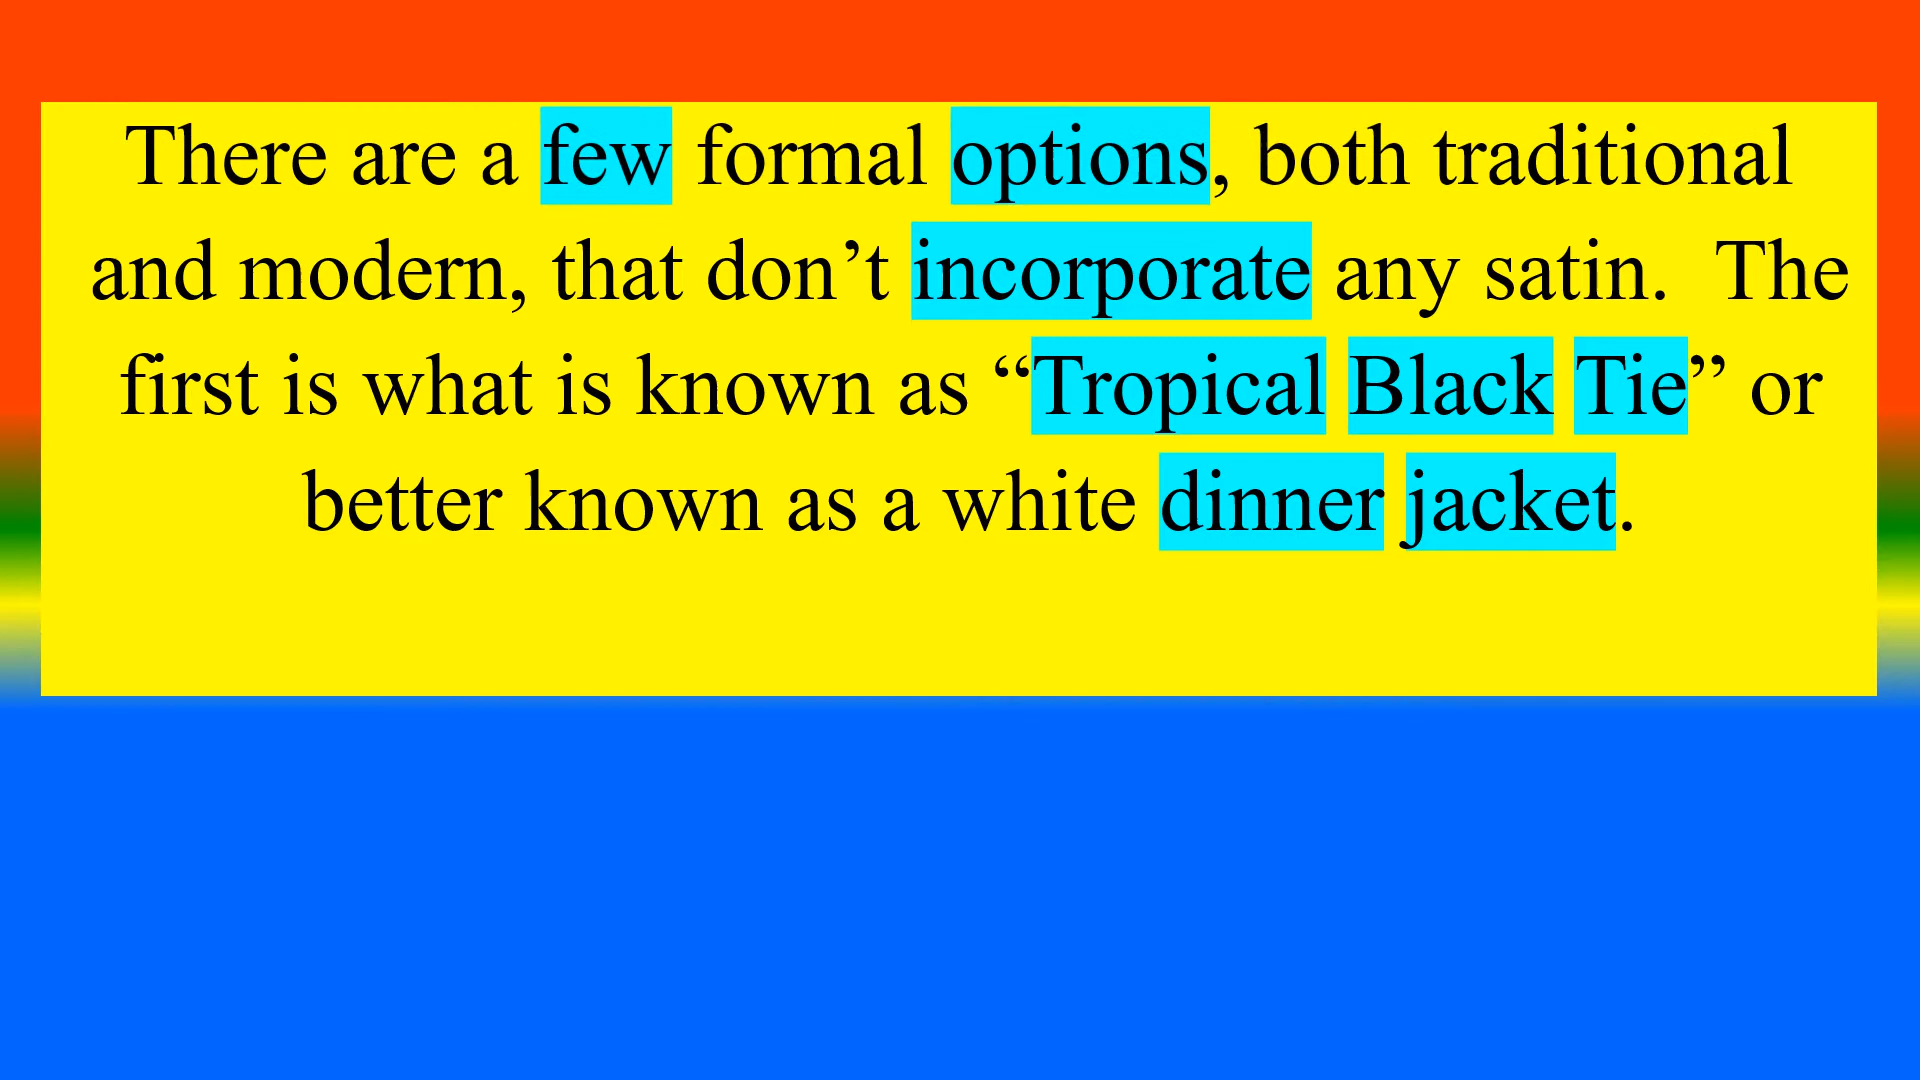 There are a few formal options, both traditional
and modern, that don’t incorporate any satin.  The
first is what is known as “Tropical Black Tie” or
better known as a white dinner jacket.